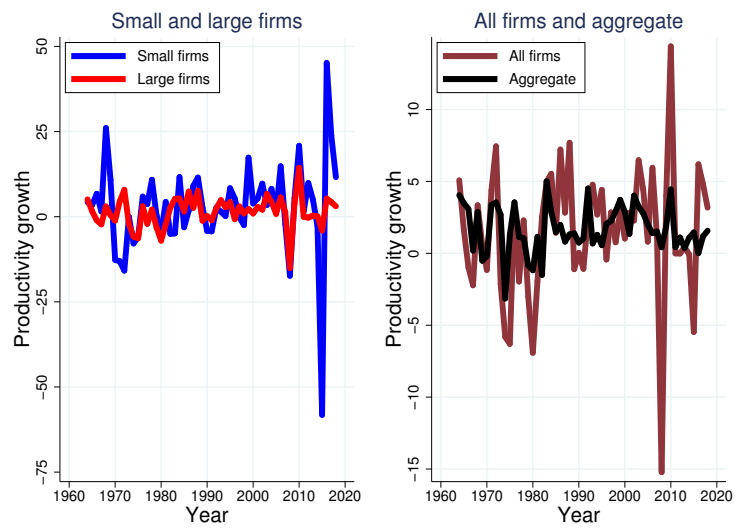 Small and large firms
Small firms
Large firms
Productivity growth
50
25
0
−25
−50
−75
1960 1970 1980 1990 2000 2010 2020
Year
All firms and aggregate
All firms
Aggregate
Productivity growth
10
5
0
−5
−10
−15
1960 1970 1980 1990 2000 2010 2020
Year